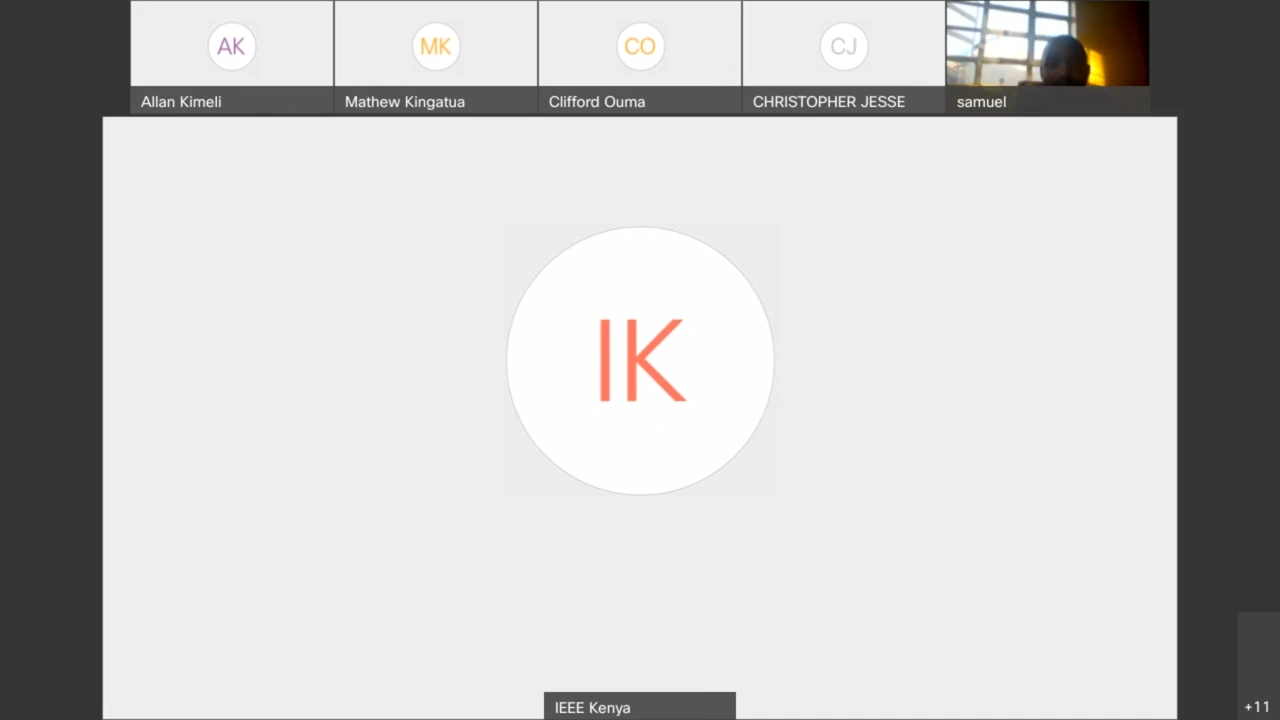 AK
MK
CO
CJ
Allan Kimeli
Mathew Kingatua
Clifford Ouma
CHRISTOPHER JESSE
samuel
IK
IEEE Kenya
+11